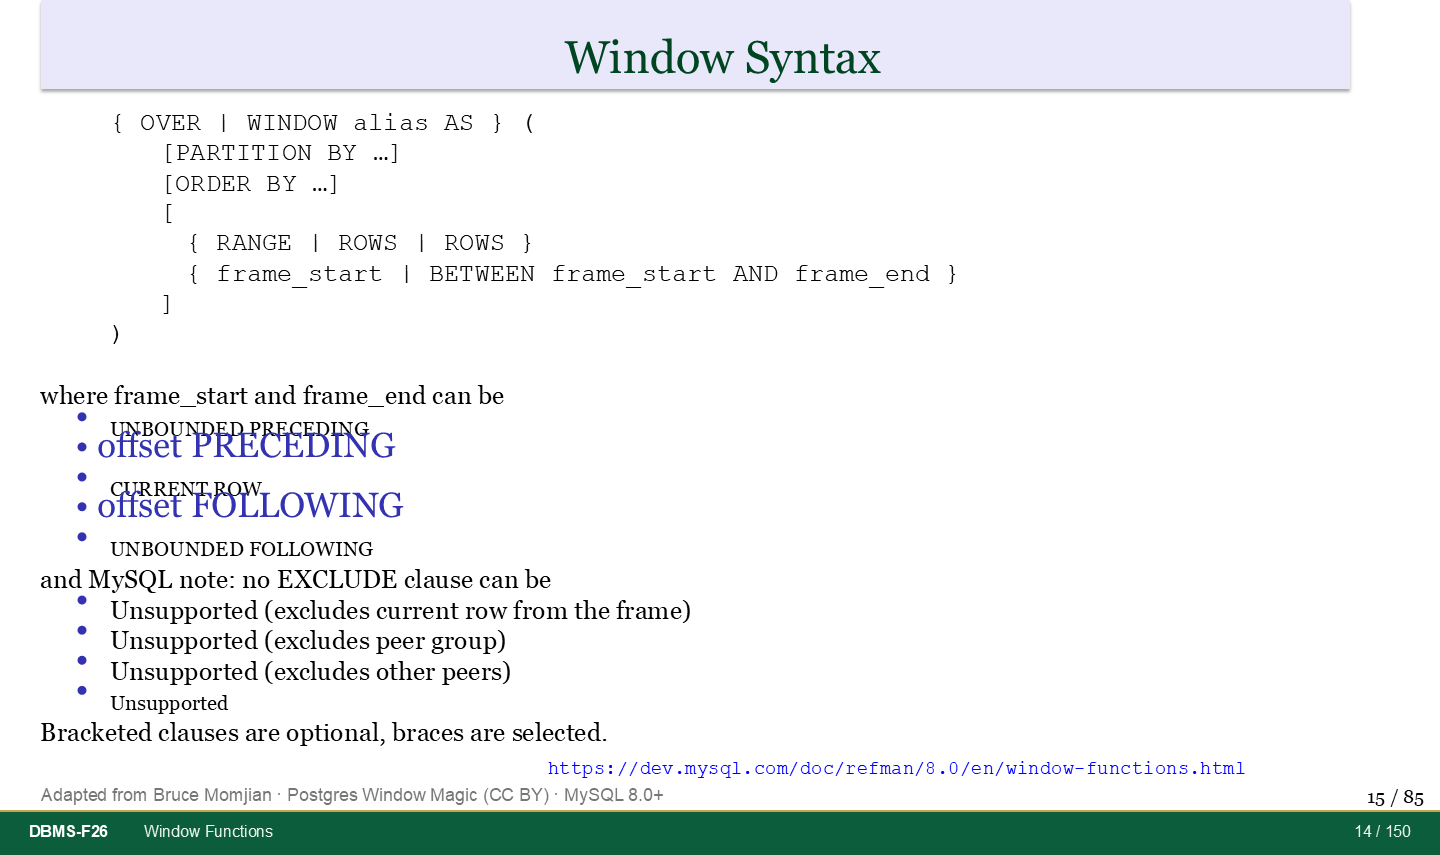 Window Syntax
{ OVER | WINDOW alias AS } (
[PARTITION BY …]
[ORDER BY …]
[
{ RANGE | ROWS | ROWS }
{ frame_start | BETWEEN frame_start AND frame_end }
]
)
where frame_start and frame_end can be
• UNBOUNDED PRECEDING
• offset PRECEDING
• CURRENT ROW
• offset FOLLOWING
• UNBOUNDED FOLLOWING
and MySQL note: no EXCLUDE clause can be
• Unsupported (excludes current row from the frame)
• Unsupported (excludes peer group)
• Unsupported (excludes other peers)
• Unsupported
Bracketed clauses are optional, braces are selected.
https://dev.mysql.com/doc/refman/8.0/en/window-functions.html
Adapted from Bruce Momjian · Postgres Window Magic (CC BY) · MySQL 8.0+
15 / 85
DBMS-F26 Window Functions 14 / 150